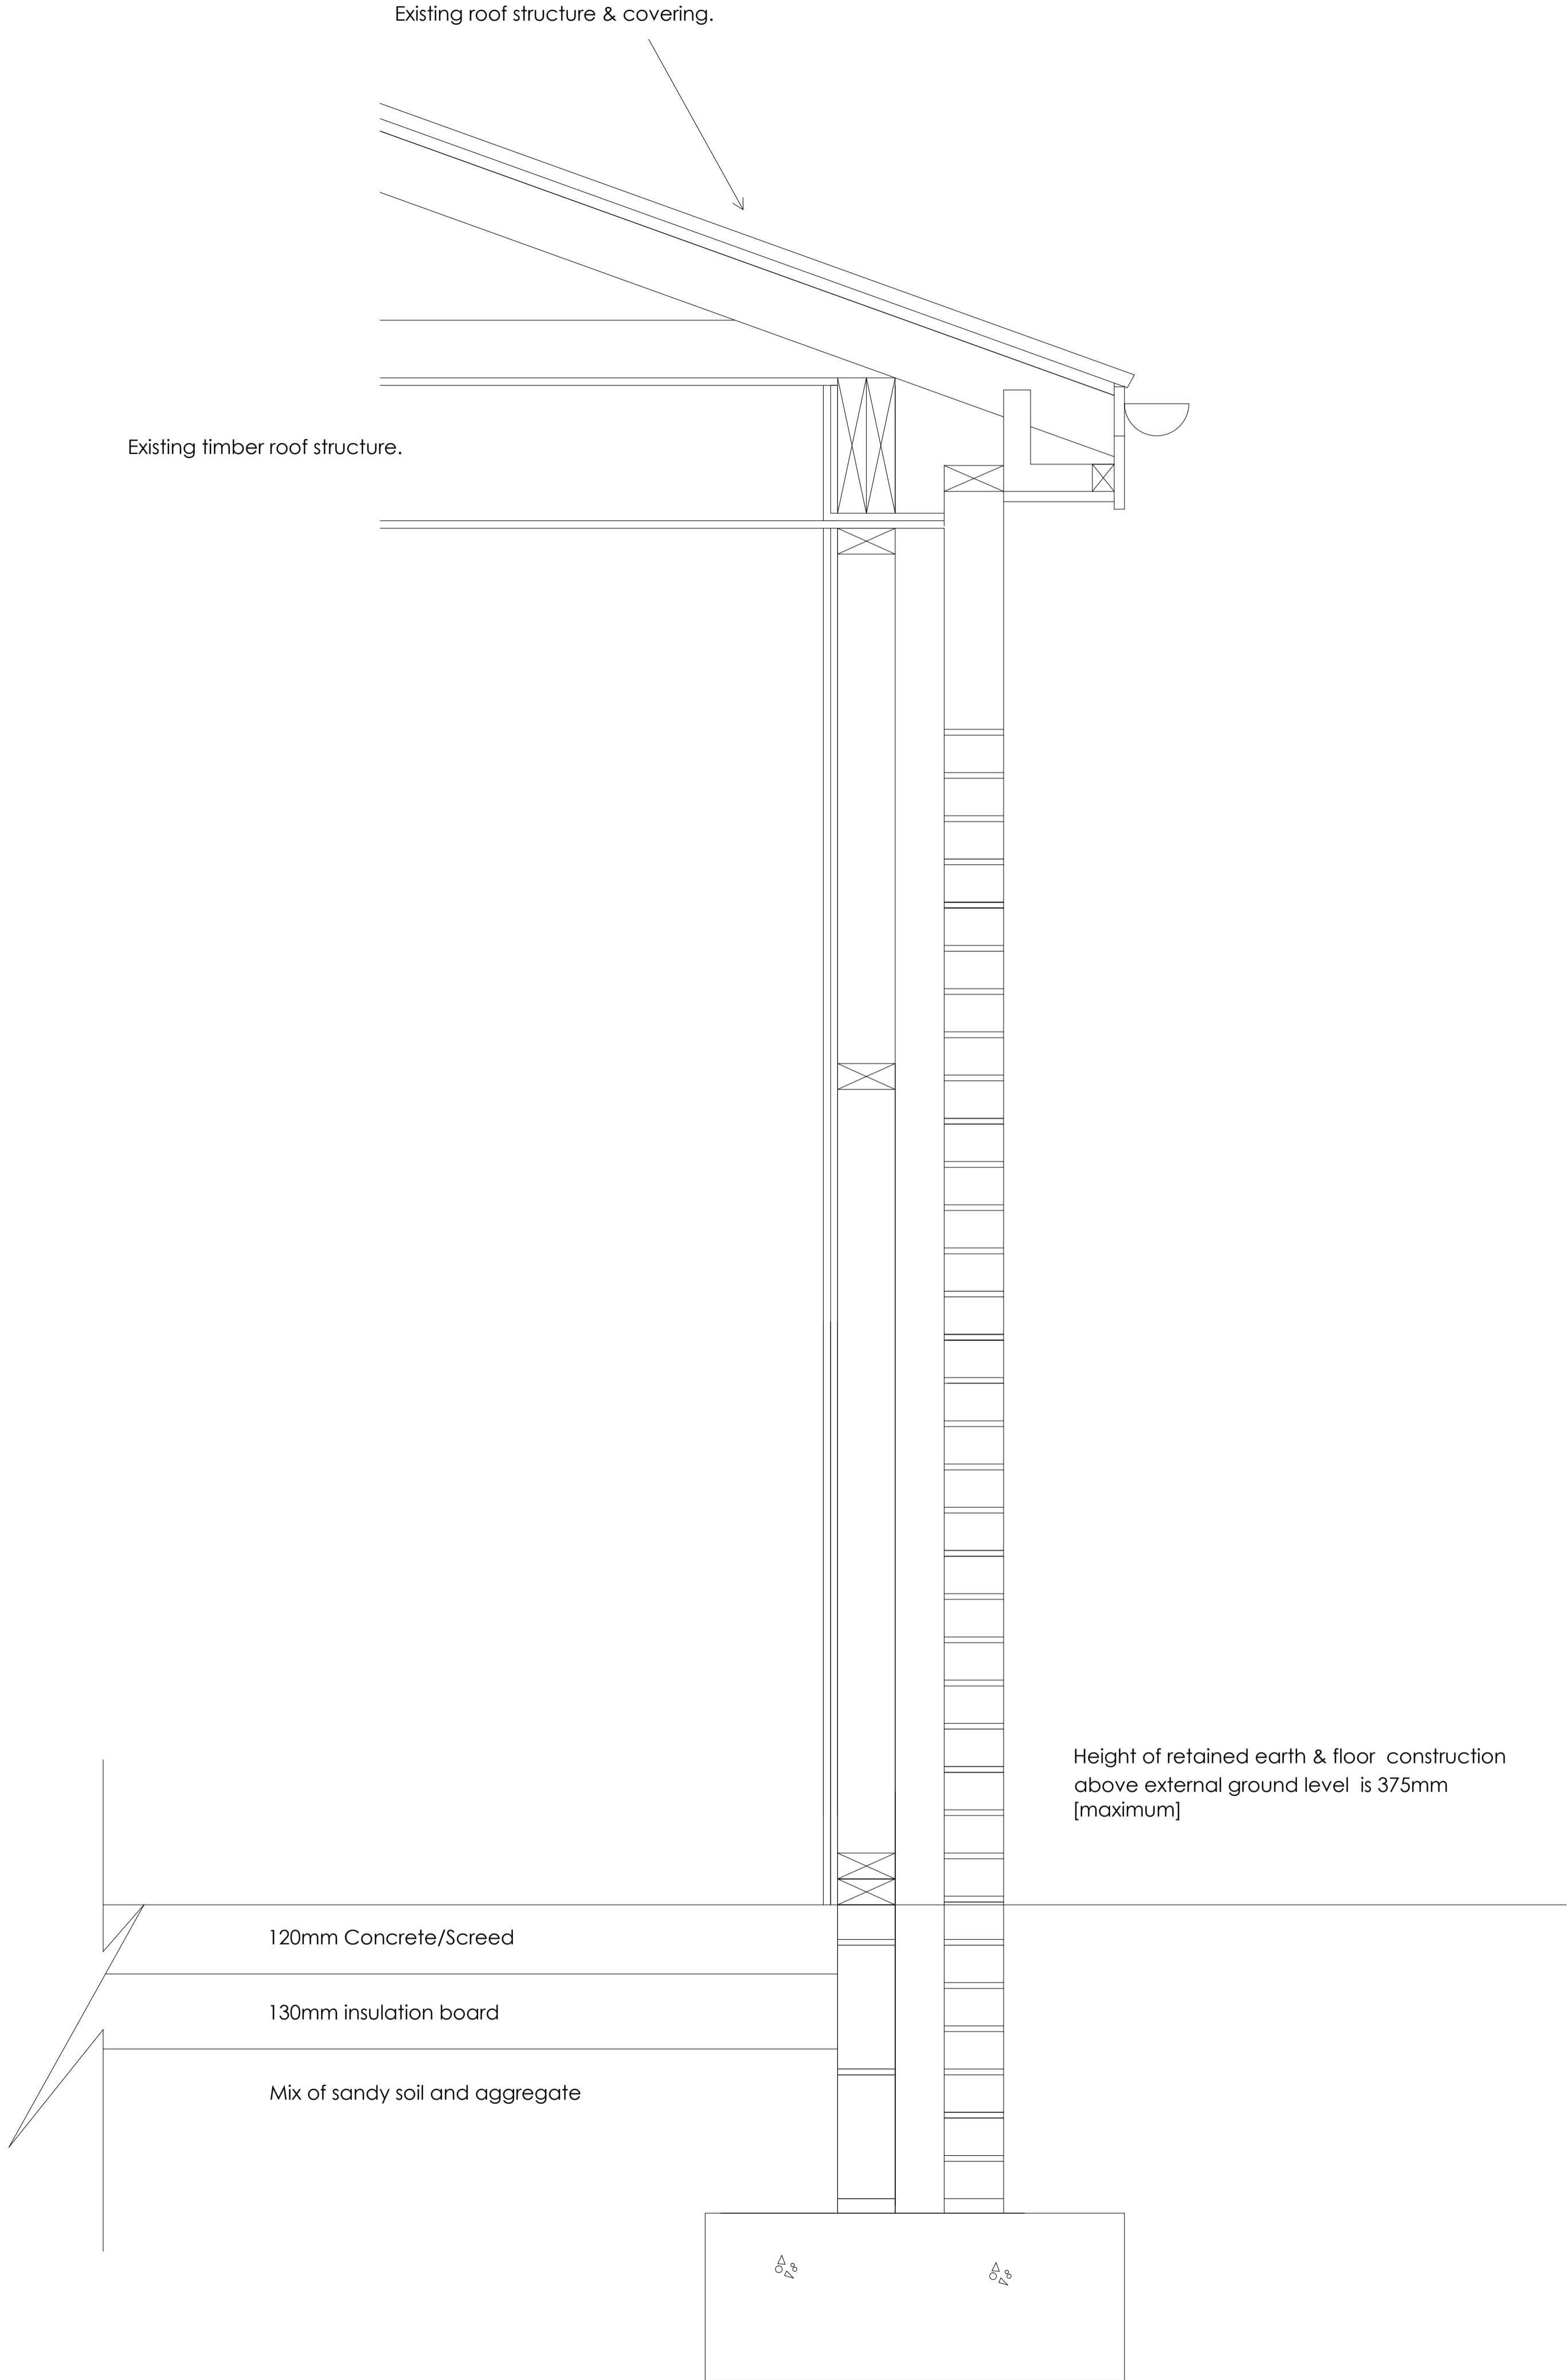 Existing roof structure & covering.
Existing timber roof structure.
Height of retained earth & floor construction
above external ground level is 375mm
[maximum]
120mm Concrete/Screed
130mm insulation board
Mix of sandy soil and aggregate